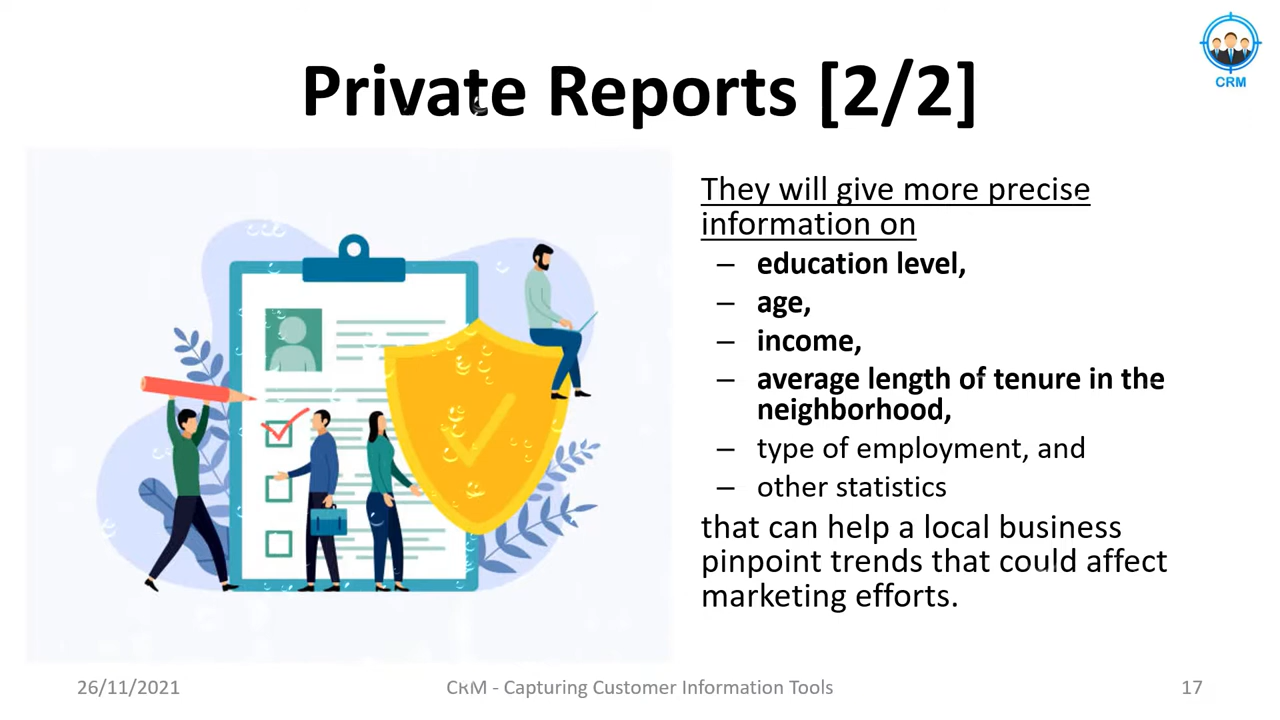 CRM
Private Reports [2/2]
They will give more precise
information on
– education level,
– age,
– income,
– average length of tenure in the
neighborhood,
– type of employment, and
– other statistics
that can help a local business
pinpoint trends that could affect
marketing efforts.
26/11/2021
CRM - Capturing Customer Information Tools
17